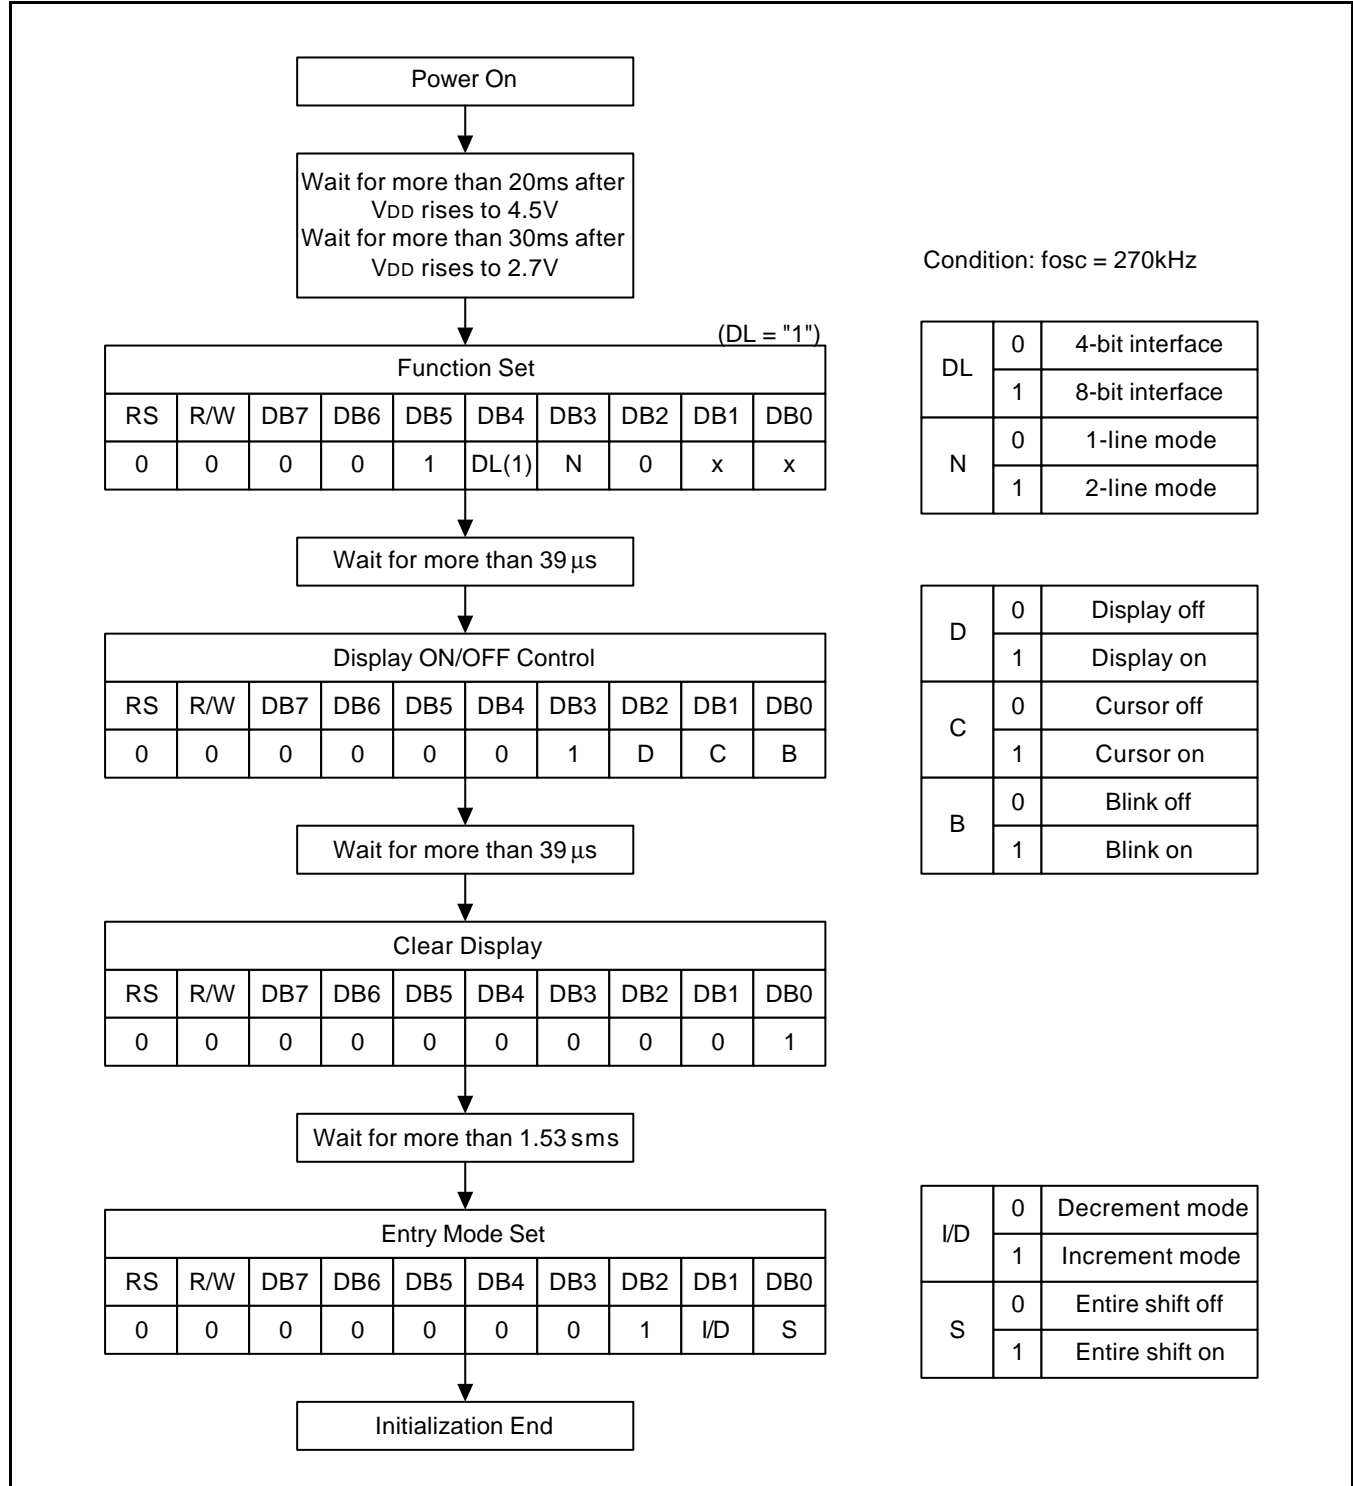 Power On
Wait for more than 20ms after
VDD rises to 4.5V
Wait for more than 30ms after
VDD rises to 2.7V
Condition: fosc = 270kHz
(DL = "1")
Function Set
RS R/W DB7 DB6 DB5 DB4 DB3 DB2 DB1 DB0
0 0 0 0 1 DL(1) N 0 x x
DL
0 4-bit interface
1 8-bit interface
N
0 1-line mode
1 2-line mode
Wait for more than 39 μs
Display ON/OFF Control
RS R/W DB7 DB6 DB5 DB4 DB3 DB2 DB1 DB0
0 0 0 0 0 0 1 D C B
D
0 Display off
1 Display on
C
0 Cursor off
1 Cursor on
B
0 Blink off
1 Blink on
Wait for more than 39 μs
Clear Display
RS R/W DB7 DB6 DB5 DB4 DB3 DB2 DB1 DB0
0 0 0 0 0 0 0 0 0 1
Wait for more than 1.53 sms
Entry Mode Set
RS R/W DB7 DB6 DB5 DB4 DB3 DB2 DB1 DB0
0 0 0 0 0 0 0 1 I/D S
I/D
0 Decrement mode
1 Increment mode
S
0 Entire shift off
1 Entire shift on
Initialization End